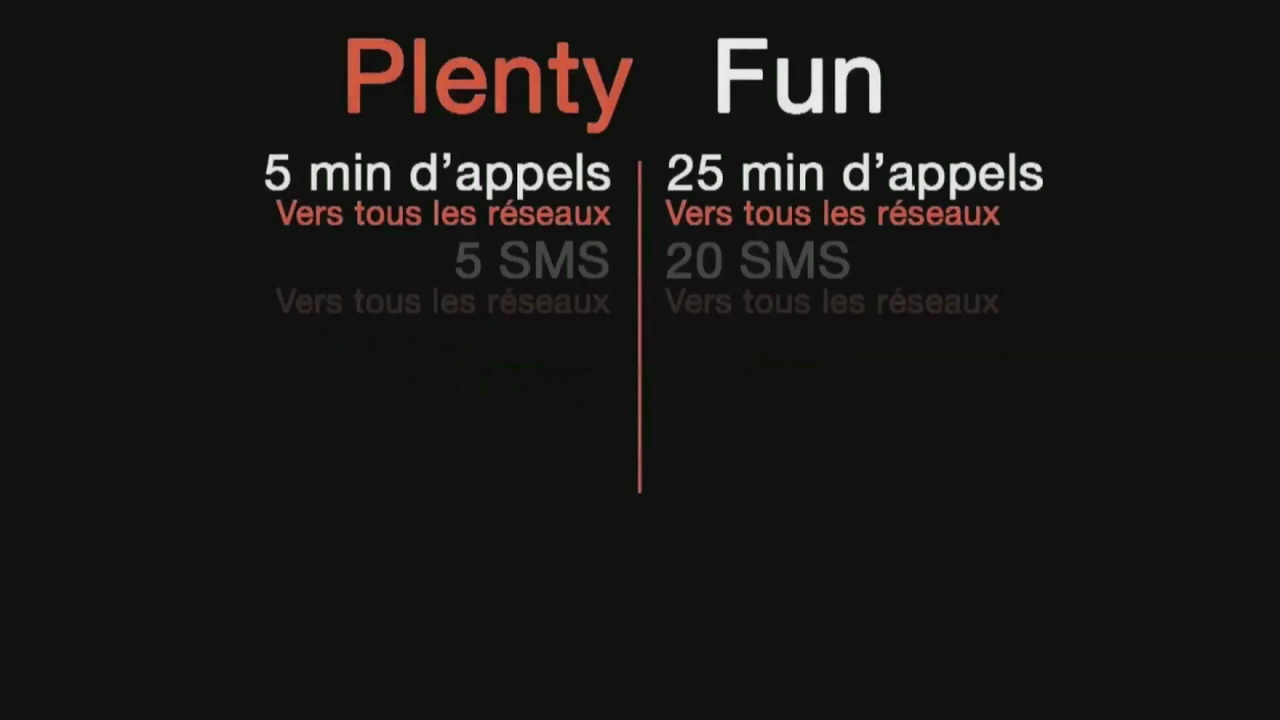 Plenty Fun
5 min d’appels
Vers tous les réseaux
5 SMS
Vers tous les réseaux
25 min d’appels
Vers tous les réseaux
20 SMS
Vers tous les réseaux